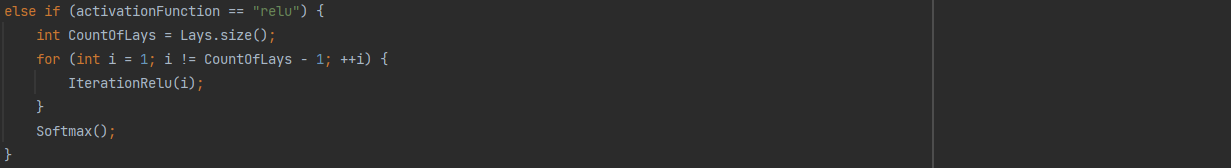 else if (activationFunction == "relu") {
    int CountOfLays = Lays.size();
    for (int i = 1; i != CountOfLays - 1; ++i) {
        IterationRelu(i);
    }
    Softmax();
}